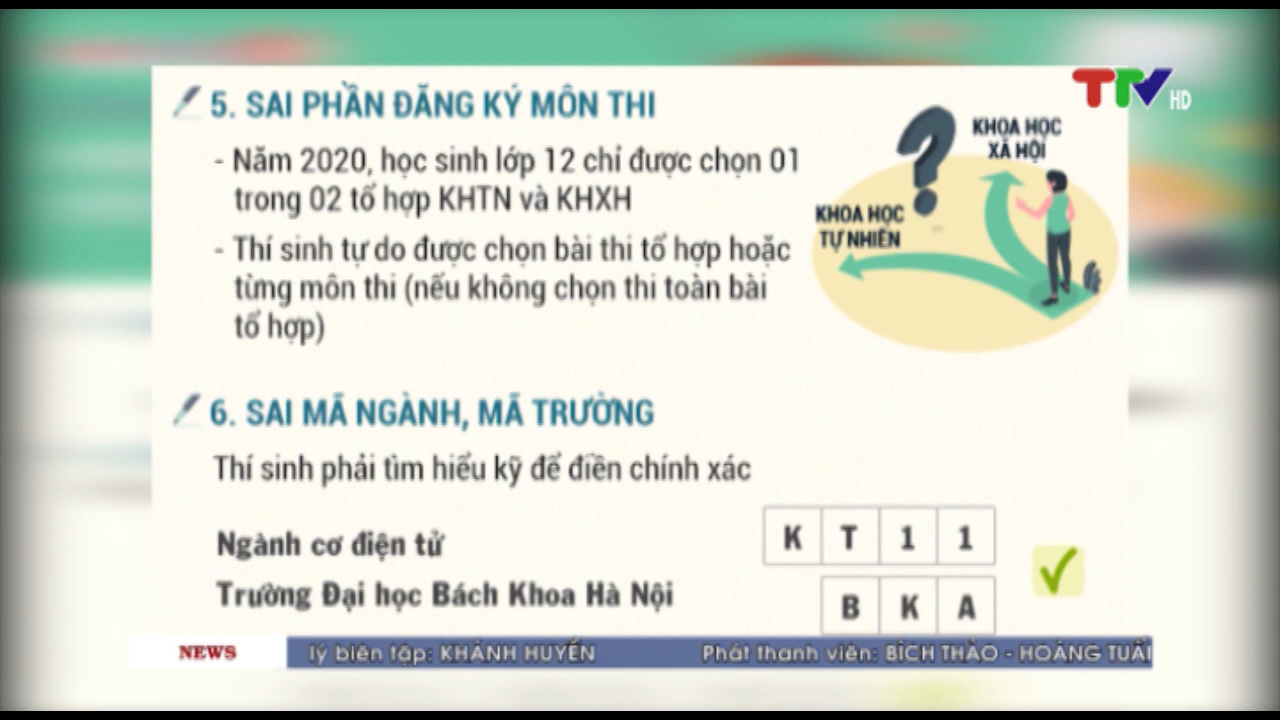 5. SAI PHẦN ĐĂNG KÝ MÔN THI
- Năm 2020, học sinh lớp 12 chỉ được chọn 01
trong 02 tổ hợp KHTN và KHXH
- Thí sinh tự do được chọn bài thi tổ hợp hoặc
từng môn thi (nếu không chọn thi toàn bài
tổ hợp)
KHOA HỌC
XÃ HỘI
KHOA HỌC
TỰ NHIÊN
TTV HD
6. SAI MÃ NGÀNH, MÃ TRƯỜNG
Thí sinh phải tìm hiểu kỹ để điền chính xác
Ngành cơ điện tử K T 1 1
Trường Đại học Bách Khoa Hà Nội B K A
NEWS lý biên tập: KHÁNH HUYỀN Phát thanh viên: BÍCH THẢO - HOÀNG TUẤ